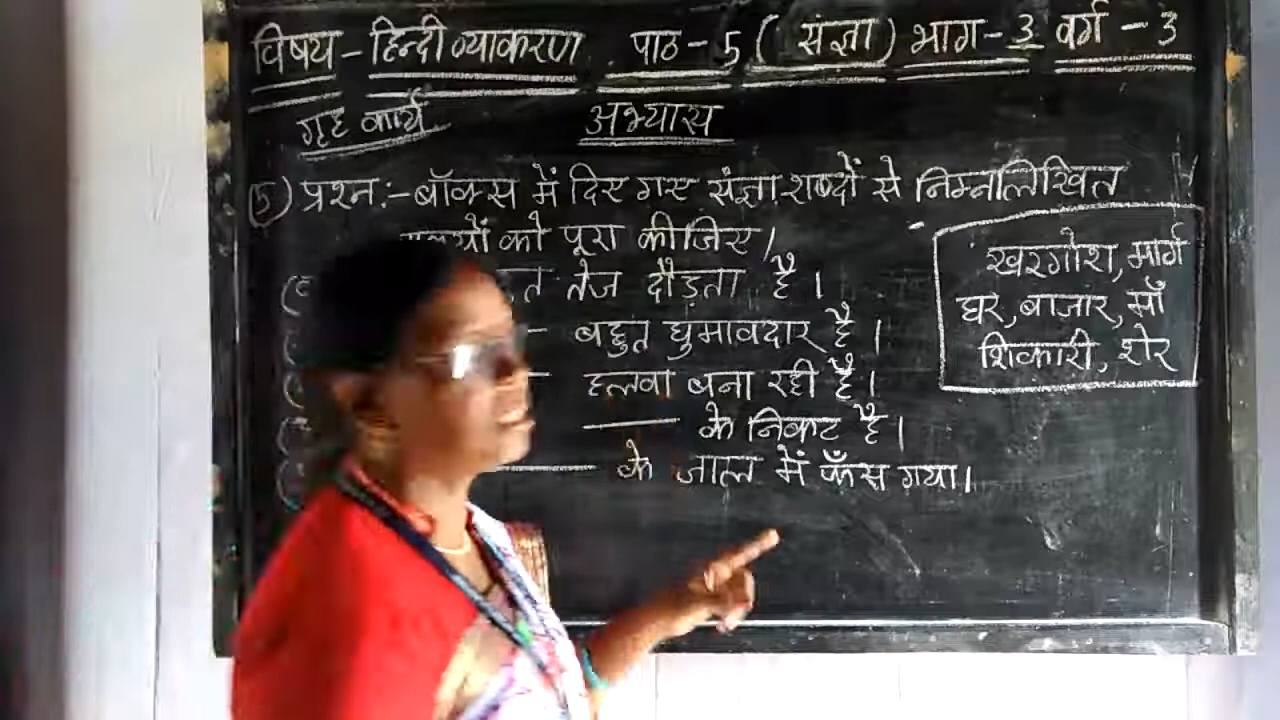 विषय - हिन्दी व्याकरण पाठ - 5 ( संज्ञा ) भाग - 3 वर्ग - 3
गृह कार्य अभ्यास
(5) प्रश्न :- बॉक्स में दिए गए संज्ञा शब्दों से निम्नलिखित
को पूरा कीजिए।
तेज दौड़ता है।
बहुत घुमावदार है।
हलवा बना रही है।
के निकट है।
के जाल में फँस गया।
खरगोश, मार्ग
घर, बाजार, माँ
शिकारी, शेर